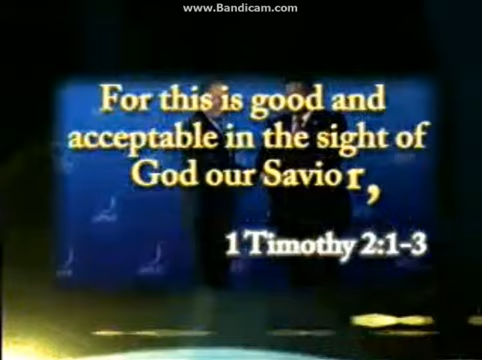 www.Bandicam.com
For this is good and
acceptable in the sight of
God our Savior,
1 Timothy 2:1-3